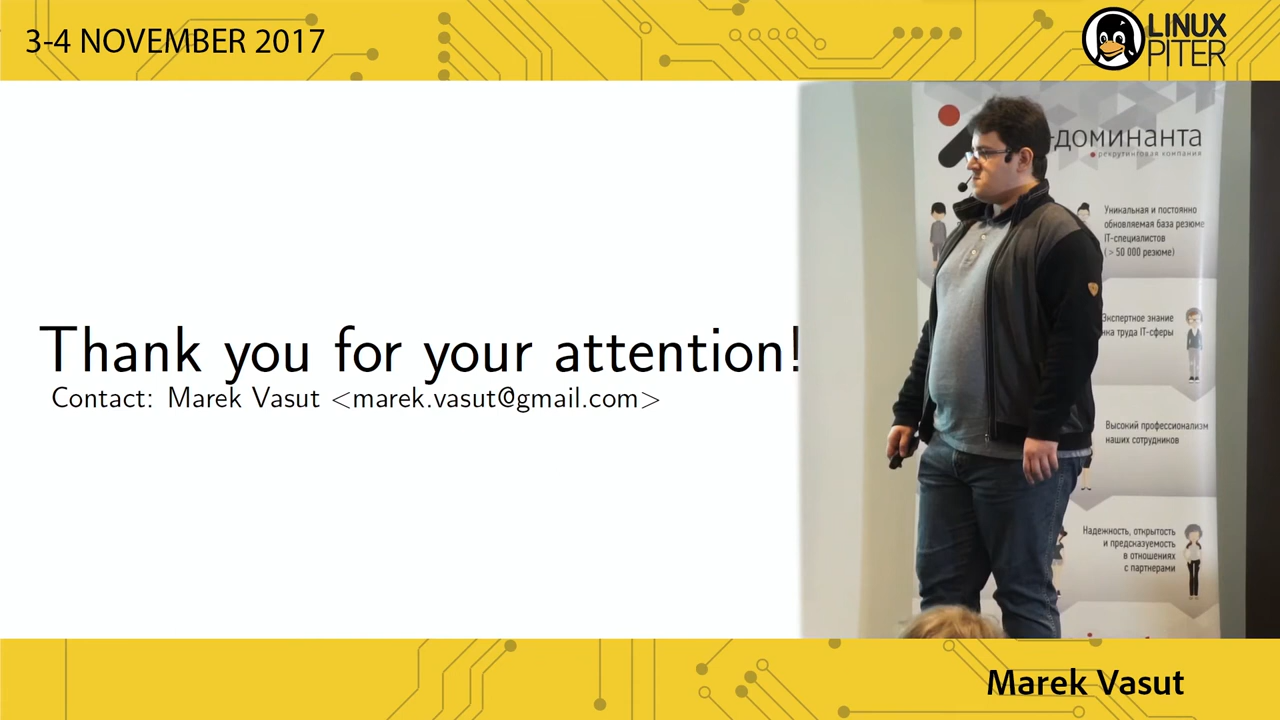 3-4 NOVEMBER 2017
LINUX
PITER
Thank you for your attention!
Contact: Marek Vasut <marek.vasut@gmail.com>
-доминанта
рекрутинговая компания
Уникальная и постоянно
обновляемая база резюме
IT-специалистов
(> 50 000 резюме)
Экспертное знание
труда IT-сферы
Высокий профессионализм
наших сотрудников
Надежность, открытость
и предсказуемость
в отношениях
с партнерами
Marek Vasut